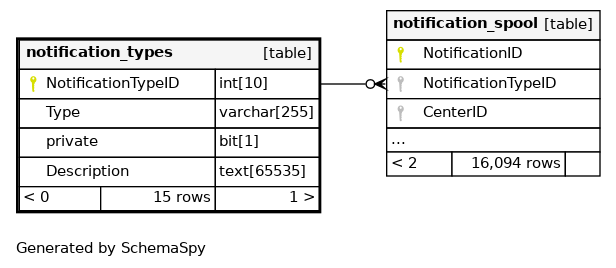 notification_types [table]
NotificationTypeID int[10]
Type varchar[255]
private bit[1]
Description text[65535]
< 0 15 rows 1 >
notification_spool [table]
NotificationID
NotificationTypeID
CenterID
...
< 2 16,094 rows
Generated by SchemaSpy